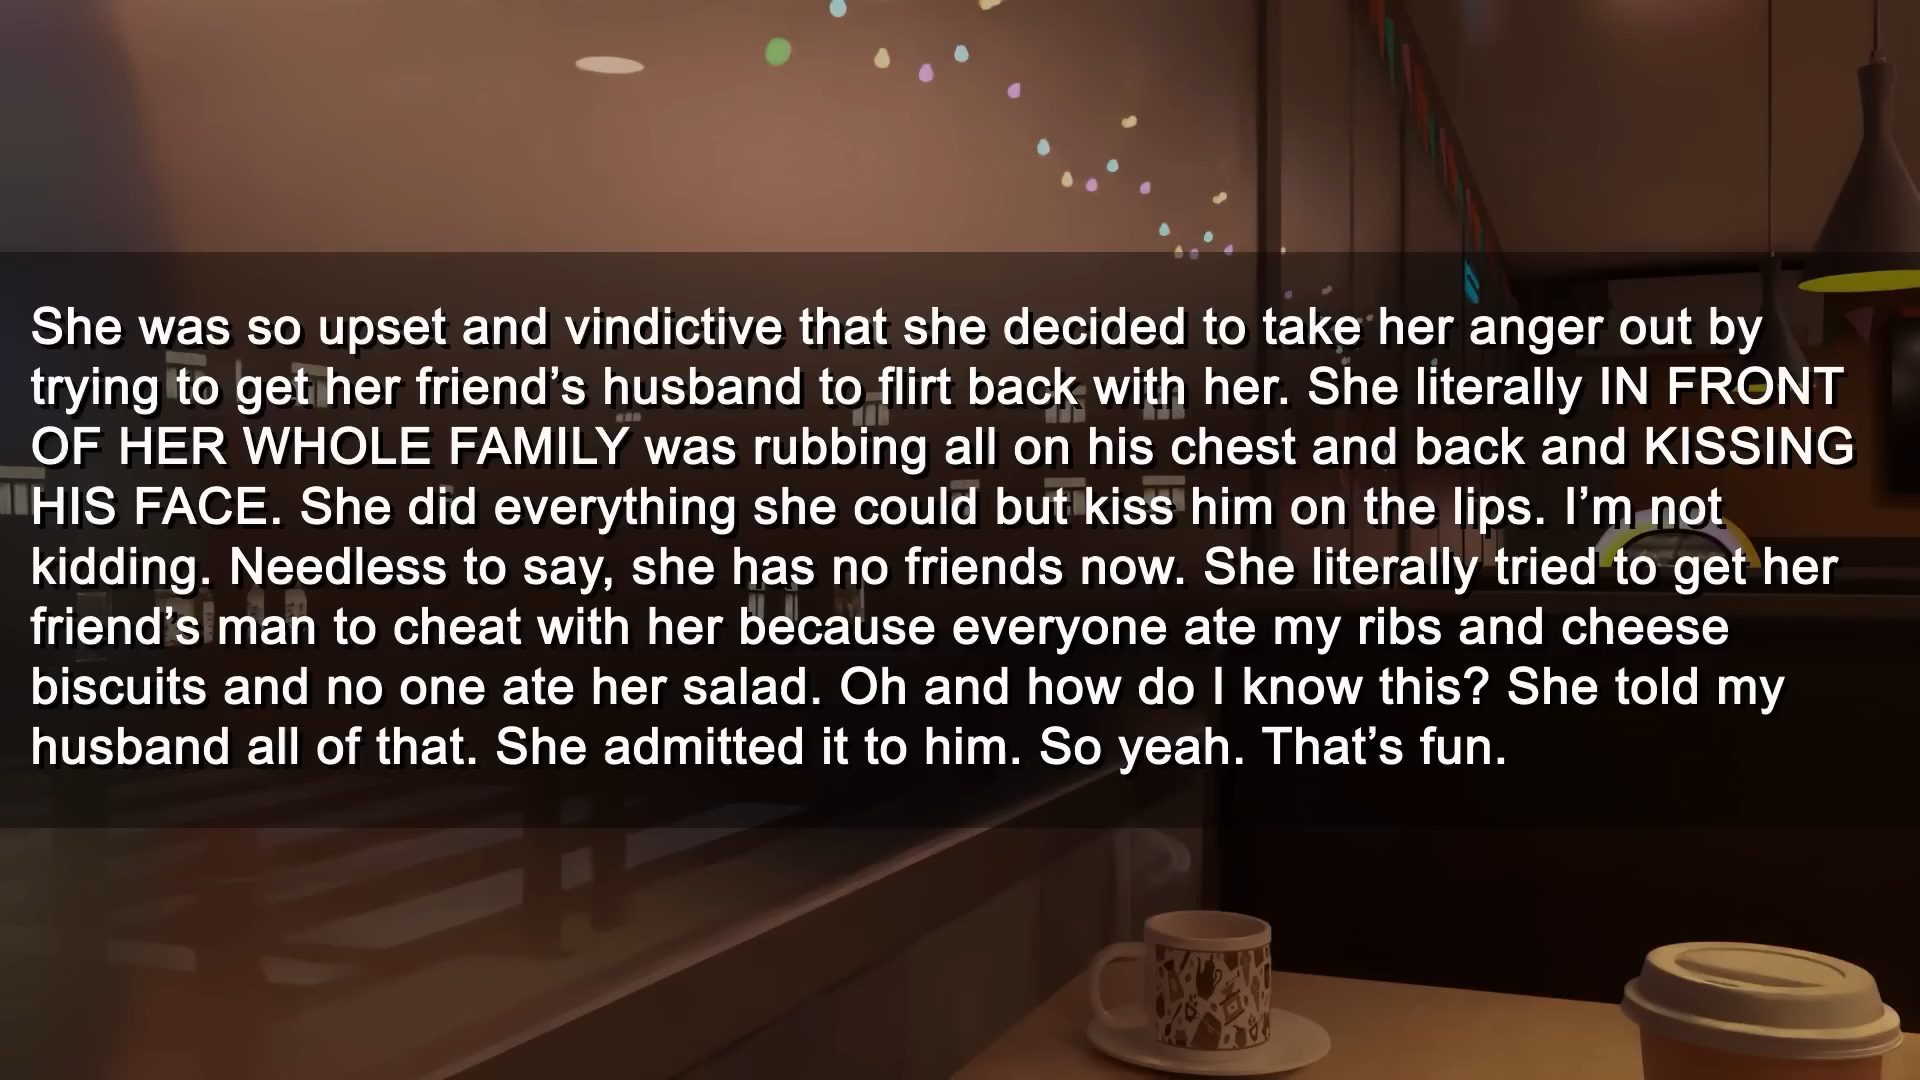 She was so upset and vindictive that she decided to take her anger out by
trying to get her friend’s husband to flirt back with her. She literally IN FRONT
OF HER WHOLE FAMILY was rubbing all on his chest and back and KISSING
HIS FACE. She did everything she could but kiss him on the lips. I’m not
kidding. Needless to say, she has no friends now. She literally tried to get her
friend’s man to cheat with her because everyone ate my ribs and cheese
biscuits and no one ate her salad. Oh and how do I know this? She told my
husband all of that. She admitted it to him. So yeah. That’s fun.